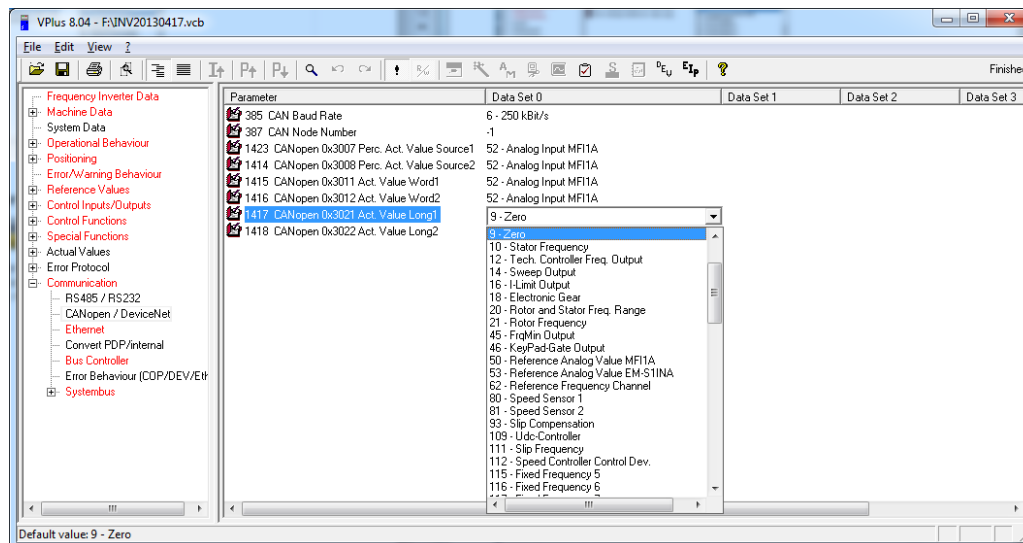 VPlus 8.04 - F:\INV20130417.vcb
File Edit View ?
Finishe
Frequency Inverter Data
Machine Data
System Data
Operational Behaviour
Positioning
Error/Warning Behaviour
Reference Values
Control Inputs/Outputs
Control Functions
Special Functions
Actual Values
Error Protocol
Communication
RS485 / RS232
CANopen / DeviceNet
Ethernet
Convert PDP/internal
Bus Controller
Error Behaviour (COP/DEV/Eth
Systembus
Parameter Data Set 0 Data Set 1 Data Set 2 Data Set 3
385 CAN Baud Rate 6 - 250 kBit/s
387 CAN Node Number -1
1423 CANopen 0x3007 Perc. Act. Value Source1 52 - Analog Input MFI1A
1414 CANopen 0x3008 Perc. Act. Value Source2 52 - Analog Input MFI1A
1415 CANopen 0x3011 Act. Value Word1 52 - Analog Input MFI1A
1416 CANopen 0x3012 Act. Value Word2 52 - Analog Input MFI1A
1417 CANopen 0x3021 Act. Value Long1 9 - Zero
1418 CANopen 0x3022 Act. Value Long2
9 - Zero
10 - Stator Frequency
12 - Tech. Controller Freq. Output
14 - Sweep Output
16 - I-Limit Output
18 - Electronic Gear
20 - Rotor and Stator Freq. Range
21 - Rotor Frequency
45 - FrqMin Output
46 - KeyPad-Gate Output
50 - Reference Analog Value MFI1A
53 - Reference Analog Value EM-S1INA
62 - Reference Frequency Channel
80 - Speed Sensor 1
81 - Speed Sensor 2
93 - Slip Compensation
109 - Udc-Controller
111 - Slip Frequency
112 - Speed Controller Control Dev.
115 - Fixed Frequency 5
116 - Fixed Frequency 6
Default value: 9 - Zero